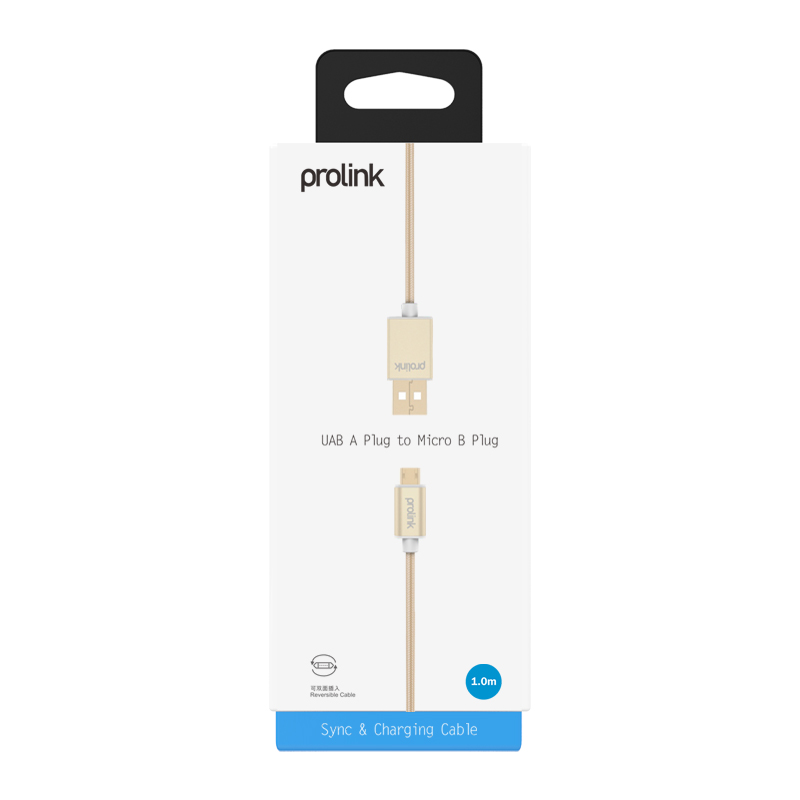 prolink
prolink
UAB A Plug to Micro B Plug
prolink
1.0m
可双面插入
Reversible Cable
Sync & Charging Cable